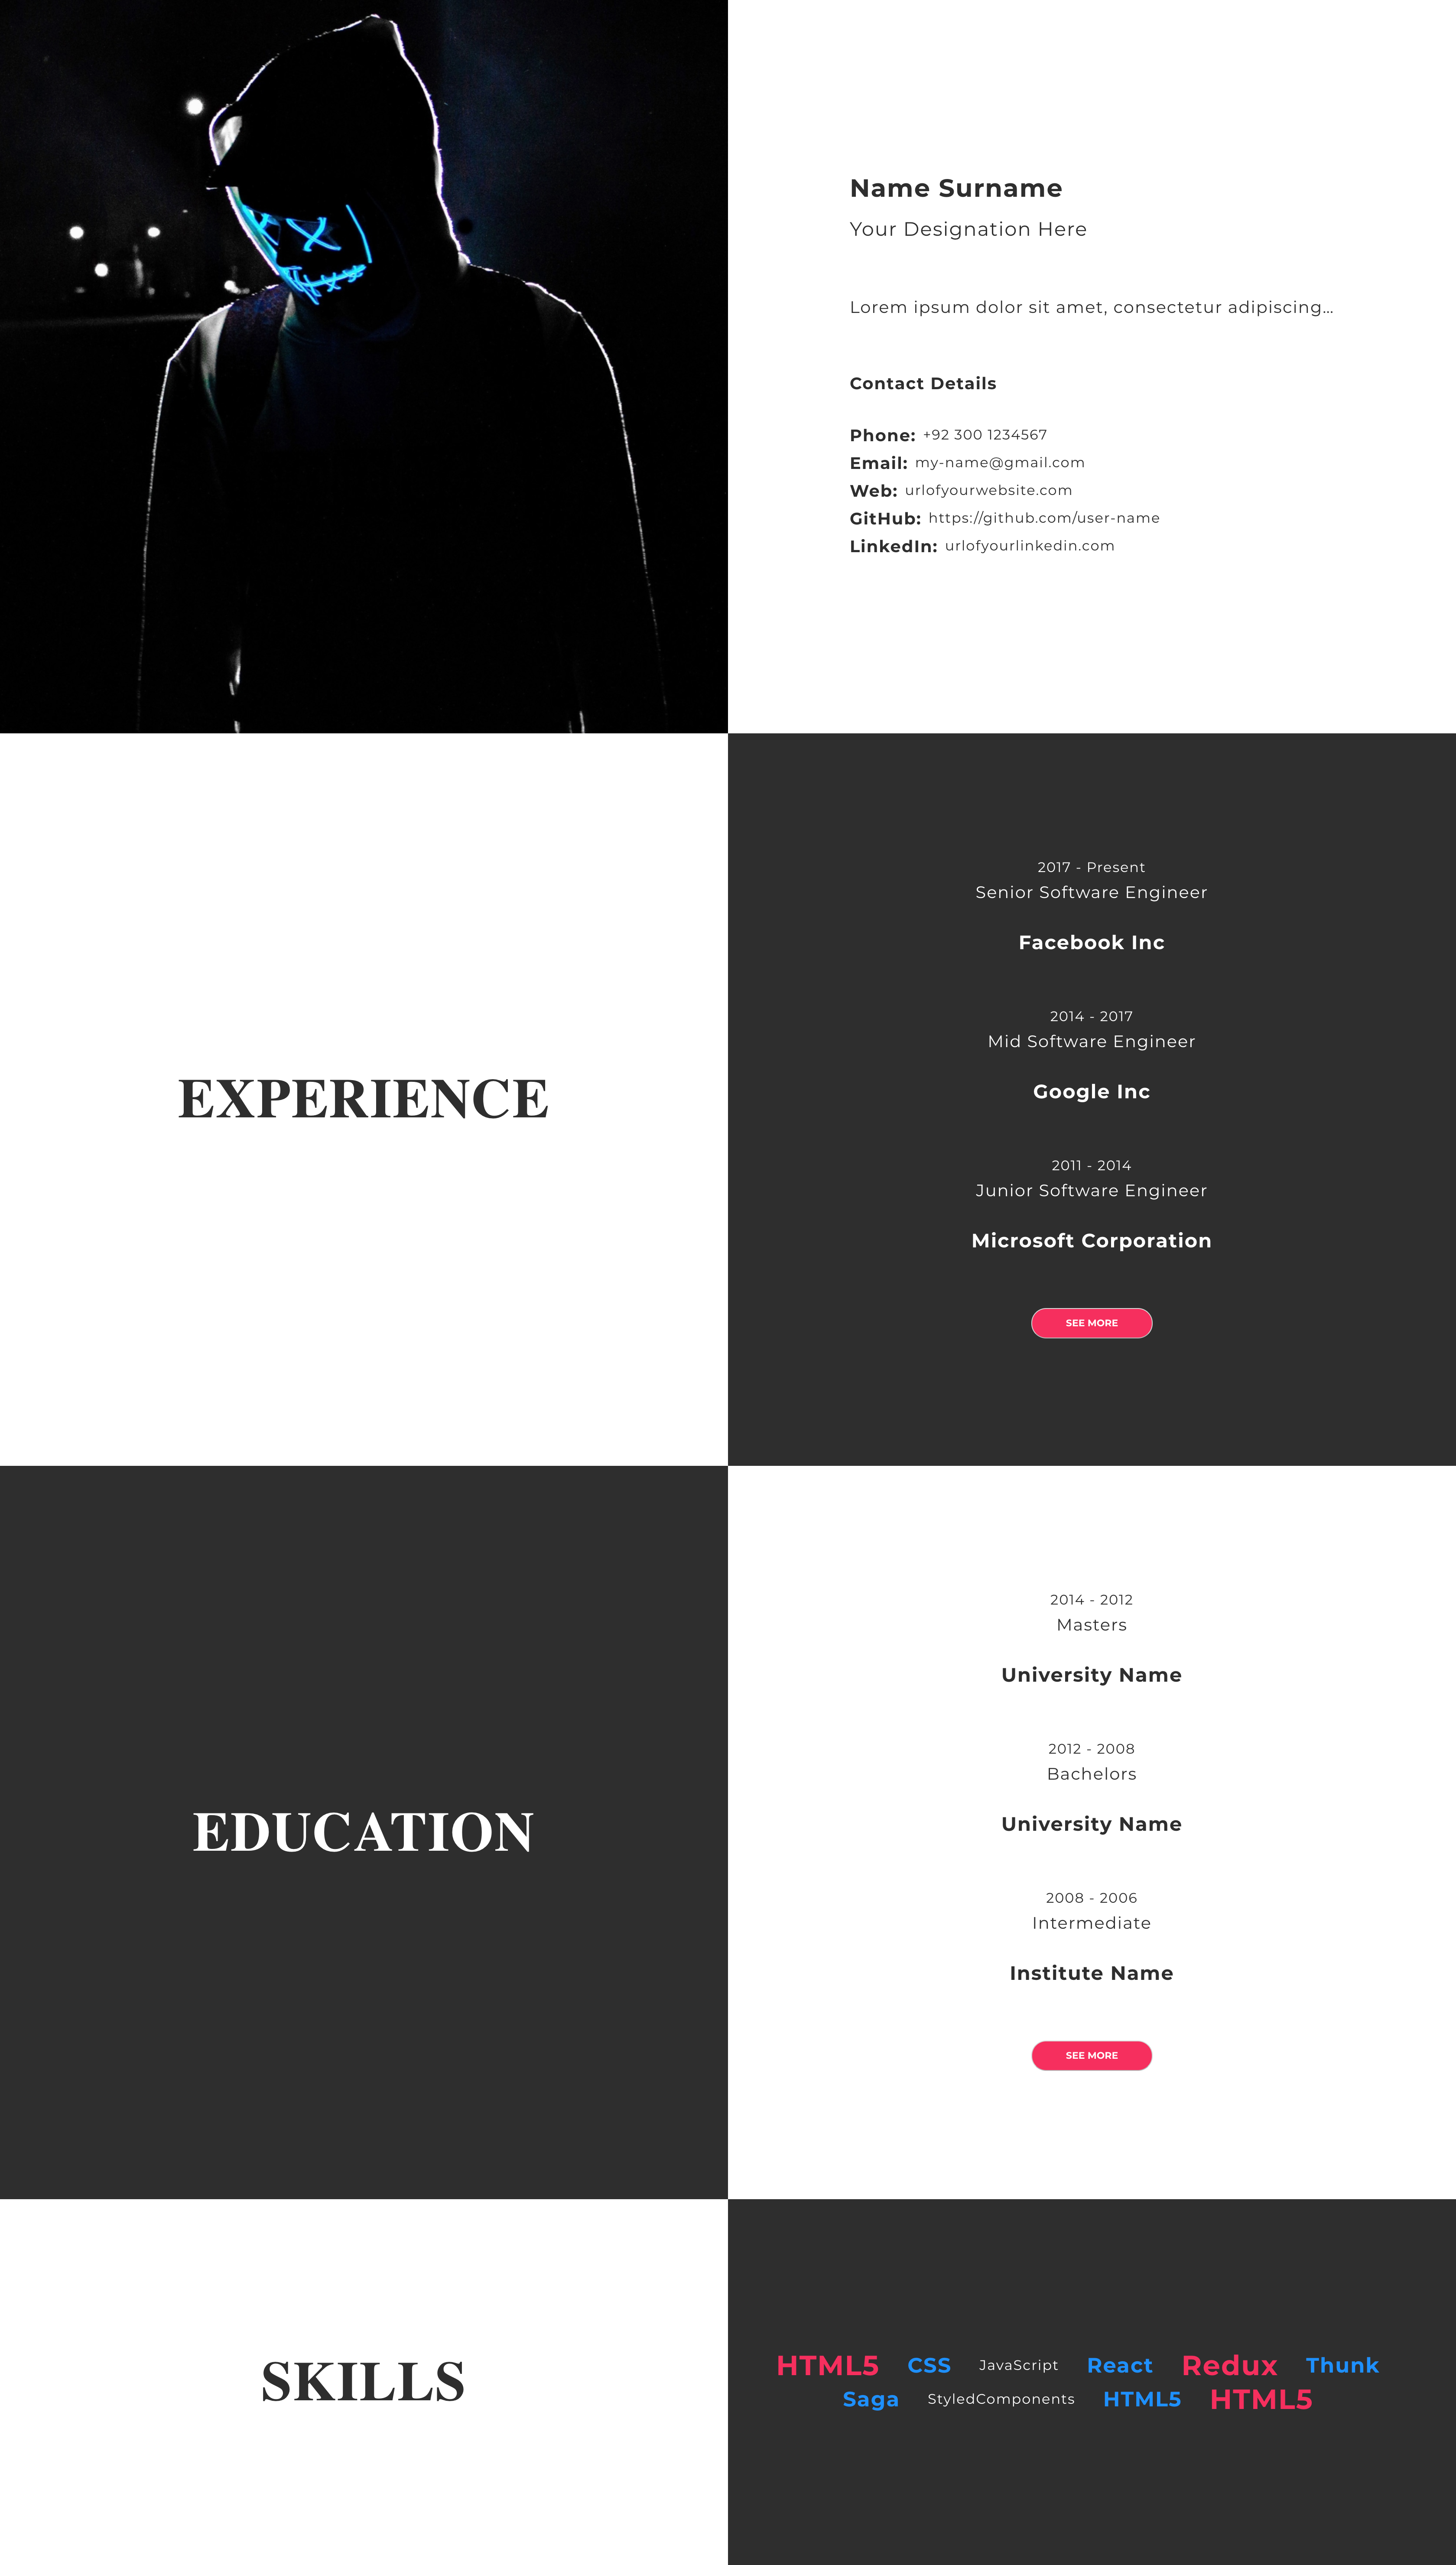 Name Surname
Your Designation Here
Lorem ipsum dolor sit amet, consectetur adipiscing...
Contact Details
Phone: +92 300 1234567
Email: my-name@gmail.com
Web: urlofyourwebsite.com
GitHub: https://github.com/user-name
LinkedIn: urlofyourlinkedin.com
EXPERIENCE
2017 - Present
Senior Software Engineer
Facebook Inc
2014 - 2017
Mid Software Engineer
Google Inc
2011 - 2014
Junior Software Engineer
Microsoft Corporation
SEE MORE
EDUCATION
2014 - 2012
Masters
University Name
2012 - 2008
Bachelors
University Name
2008 - 2006
Intermediate
Institute Name
SEE MORE
SKILLS
HTML5 CSS JavaScript React Redux Thunk
Saga StyledComponents HTML5 HTML5